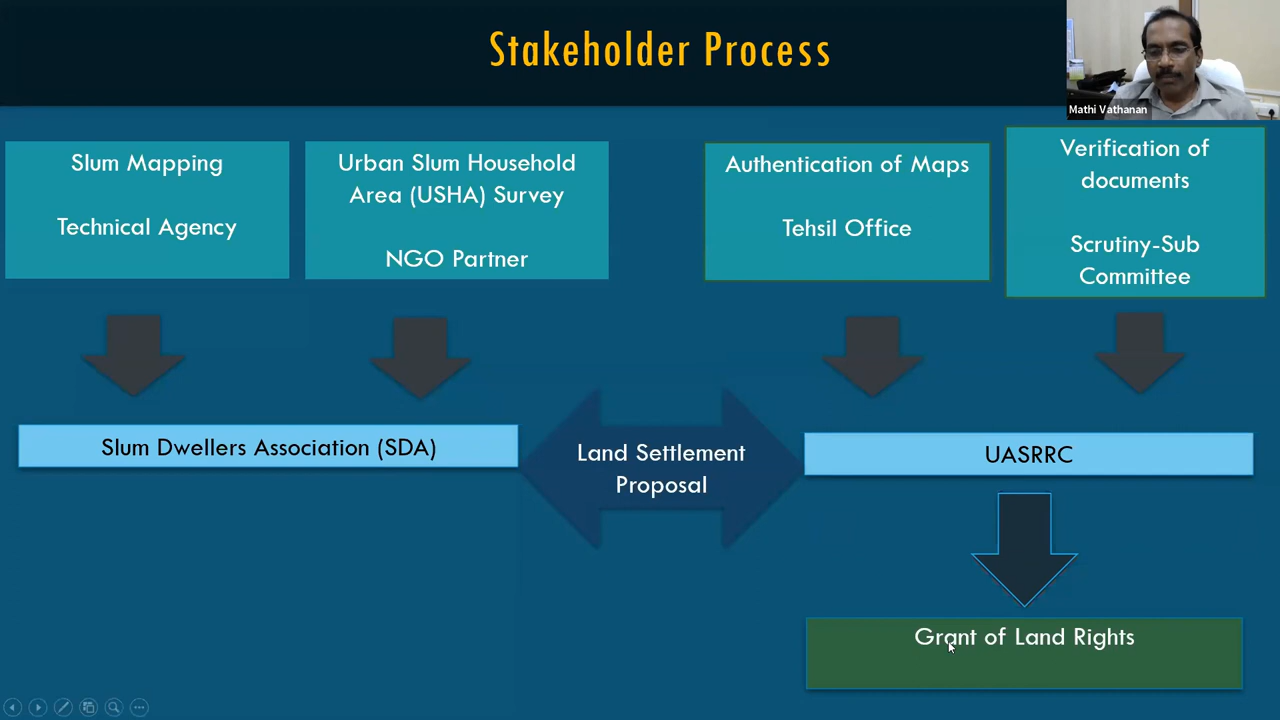 Stakeholder Process
Mathi Vathanan
Slum Mapping
Technical Agency
Urban Slum Household
Area (USHA) Survey
NGO Partner
Authentication of Maps
Tehsil Office
Verification of
documents
Scrutiny-Sub
Committee
Slum Dwellers Association (SDA)
Land Settlement
Proposal
UASRRC
Grant of Land Rights